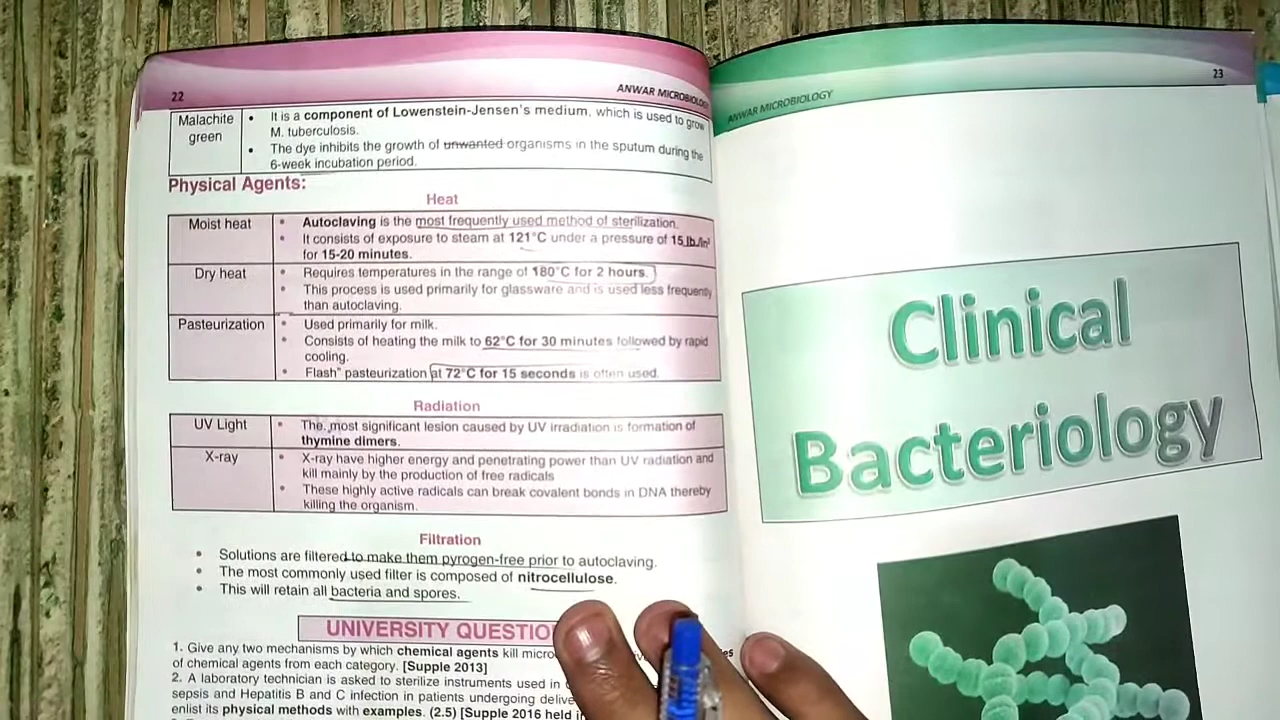 22
ANWAR MICROBIOLOGY
Malachite green
• It is a component of Lowenstein-Jensen's medium, which is used to grow
M. tuberculosis.
• The dye inhibits the growth of unwanted organisms in the sputum during the
6-week incubation period.
Physical Agents:
Heat
Moist heat
• Autoclaving is the most frequently used method of sterilization.
• It consists of exposure to steam at 121°C under a pressure of 15 lb./in²
for 15-20 minutes.
Dry heat
• Requires temperatures in the range of 180°C for 2 hours.
• This process is used primarily for glassware and is used less frequently
than autoclaving.
Pasteurization
• Used primarily for milk.
• Consists of heating the milk to 62°C for 30 minutes followed by rapid
cooling.
• Flash" pasteurization at 72°C for 15 seconds is often used.
Radiation
UV Light
• The most significant lesion caused by UV irradiation is formation of
thymine dimers.
X-ray
• X-ray have higher energy and penetrating power than UV radiation and
kill mainly by the production of free radicals
• These highly active radicals can break covalent bonds in DNA thereby
killing the organism.
Filtration
• Solutions are filtered to make them pyrogen-free prior to autoclaving.
• The most commonly used filter is composed of nitrocellulose.
• This will retain all bacteria and spores.
UNIVERSITY
1. Give any two mechanisms by which chemical agents kill
of chemical agents from each category. [Supple 2013]
2. A laboratory technician is asked to sterilize instruments used in
sepsis and Hepatitis B and C infection in patients undergoing
enlist its physical methods with examples. (2.5) [Supple 2016 held in
23
ANWAR MICROBIOLOGY
Clinical
Bacteriology